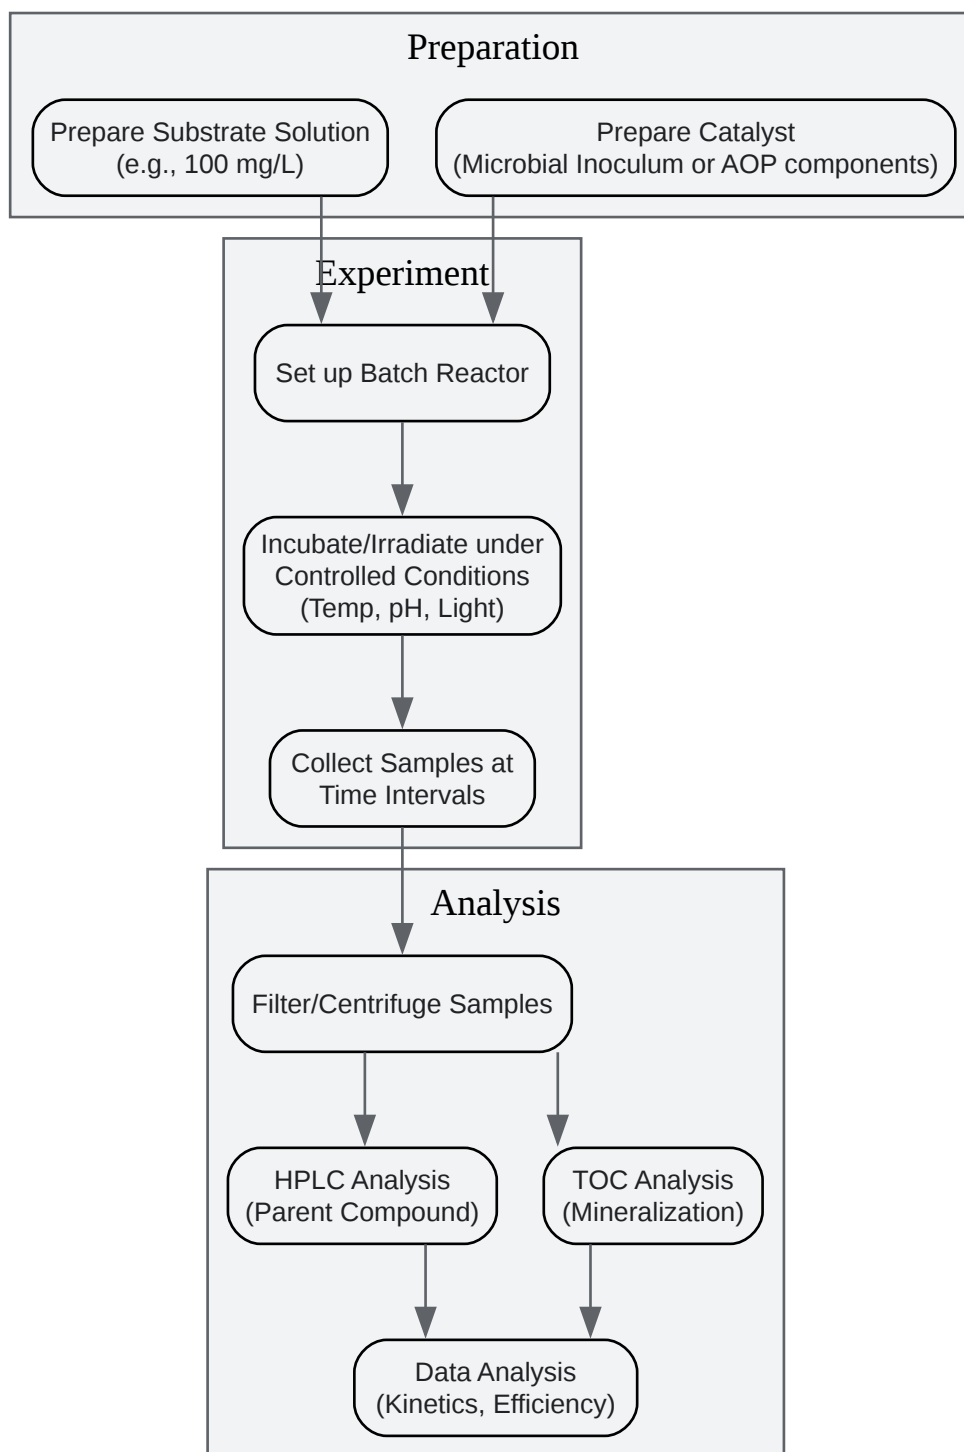 Preparation
Prepare Substrate Solution
(e.g., 100 mg/L)
Prepare Catalyst
(Microbial Inoculum or AOP components)
Experiment
Set up Batch Reactor
Incubate/Irradiate under
Controlled Conditions
(Temp, pH, Light)
Collect Samples at
Time Intervals
Analysis
Filter/Centrifuge Samples
HPLC Analysis
(Parent Compound)
TOC Analysis
(Mineralization)
Data Analysis
(Kinetics, Efficiency)